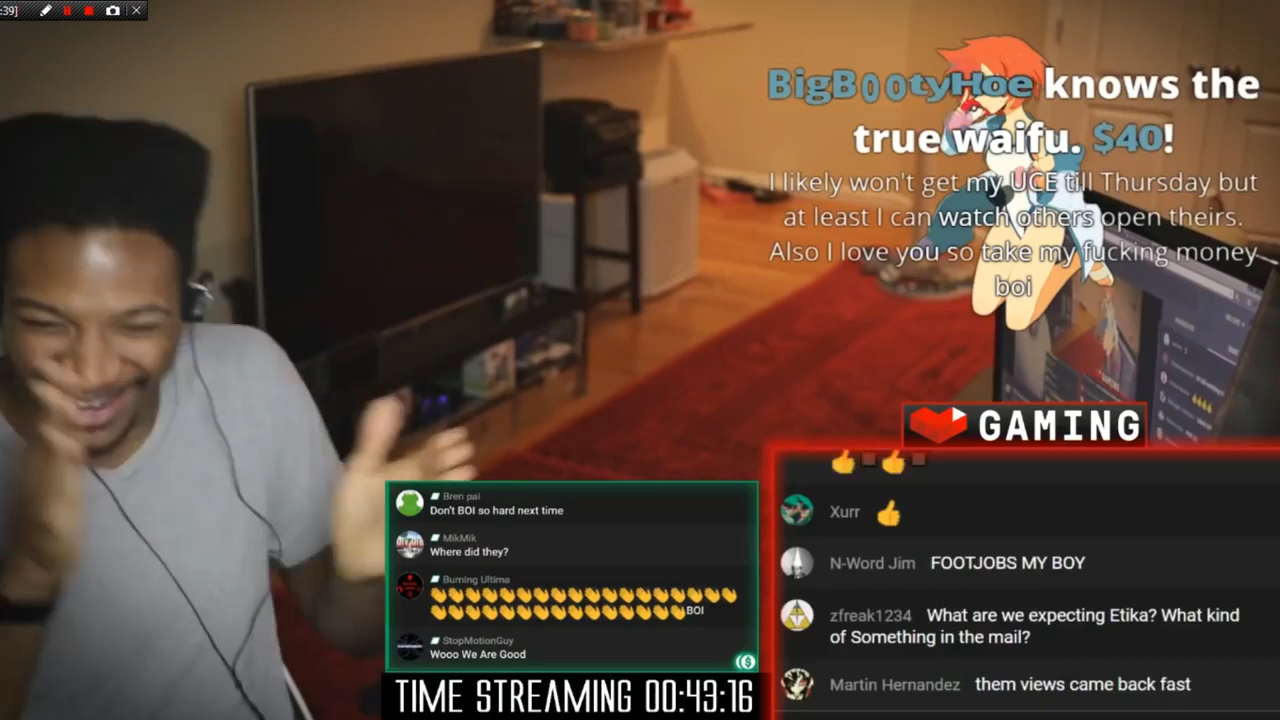 :39]
BigB00tyHoe knows the
true waifu. $40!
I likely won't get my UCE till Thursday but
at least I can watch others open theirs.
Also I love you so take my fucking money
boi
GAMING
Xurr 👍
N-Word Jim FOOTJOBS MY BOY
zfreak1234 What are we expecting Etika? What kind
of Something in the mail?
Martin Hernandez them views came back fast
Bren pai
Don't BOI so hard next time
MikMik
Where did they?
Burning Ultima
BOI
StopMotionGuy
Wooo We Are Good
TIME STREAMING 00:43:16